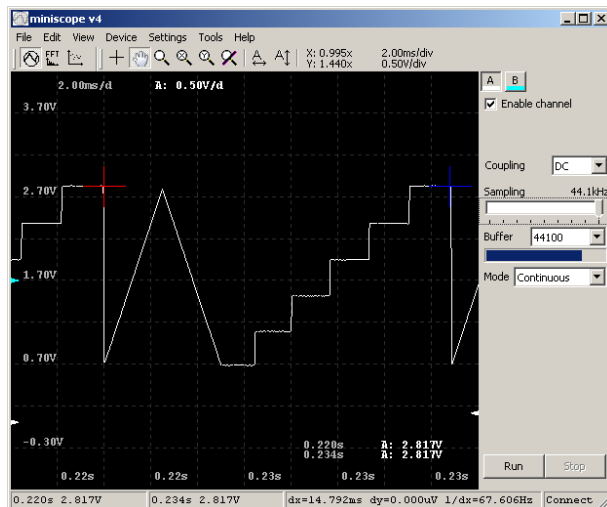 miniscope v4
File Edit View Device Settings Tools Help
FFT X: 0.995x 2.00ms/div
Y: 1.440x 0.50V/div
2.00ms/d A: 0.50V/d
A B
3.70V
Enable channel
Coupling DC
2.70V
Sampling 44.1kHz
Buffer 44100
1.70V
Mode Continuous
0.70V
-0.30V
0.220s A: 2.817V
0.234s A: 2.817V
Run Stop
0.22s 0.22s 0.23s 0.23s 0.23s
0.220s 2.817V 0.234s 2.817V dx=14.792ms dy=0.000uV 1/dx=67.606Hz Connect